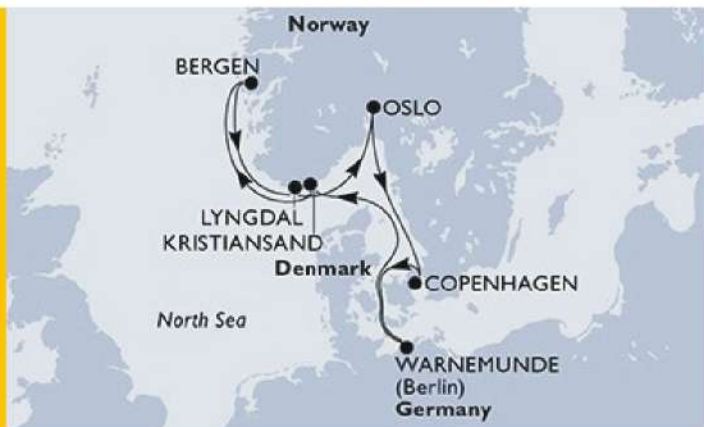 Norway
BERGEN
OSLO
LYNGDAL
KRISTIANSAND
Denmark
COPENHAGEN
North Sea
WARNEMUNDE
(Berlin)
Germany